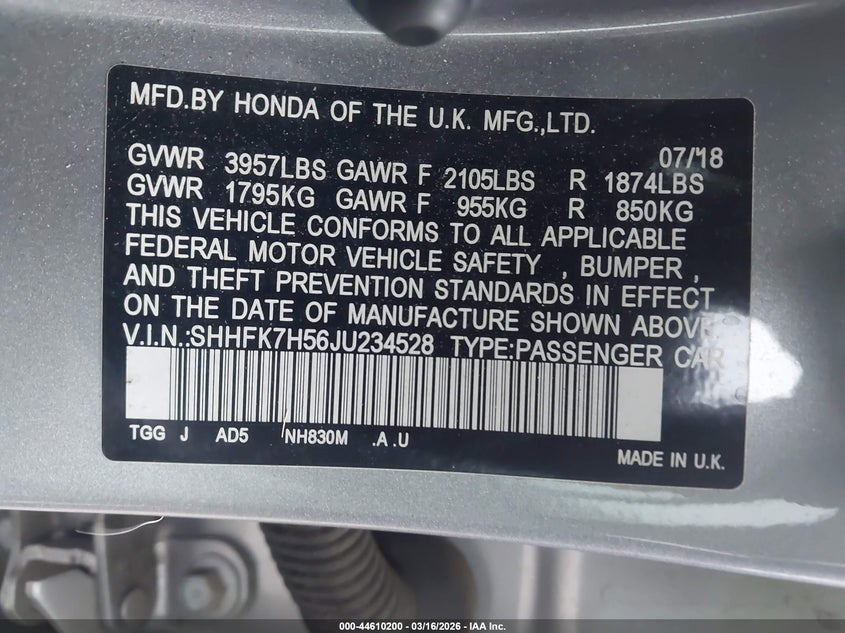 MFD.BY HONDA OF THE U.K. MFG.,LTD.
07/18
GVWR 3957LBS GAWR F 2105LBS R 1874LBS
GVWR 1795KG GAWR F 955KG R 850KG
THIS VEHICLE CONFORMS TO ALL APPLICABLE
FEDERAL MOTOR VEHICLE SAFETY , BUMPER ,
AND THEFT PREVENTION STANDARDS IN EFFECT
ON THE DATE OF MANUFACTURE SHOWN ABOVE
V.I.N.:SHHFK7H56JU234528 TYPE:PASSENGER CAR
TGG J AD5 NH830M .A .U
MADE IN U.K.
000-44610200 - 03/16/2026 - IAA Inc.